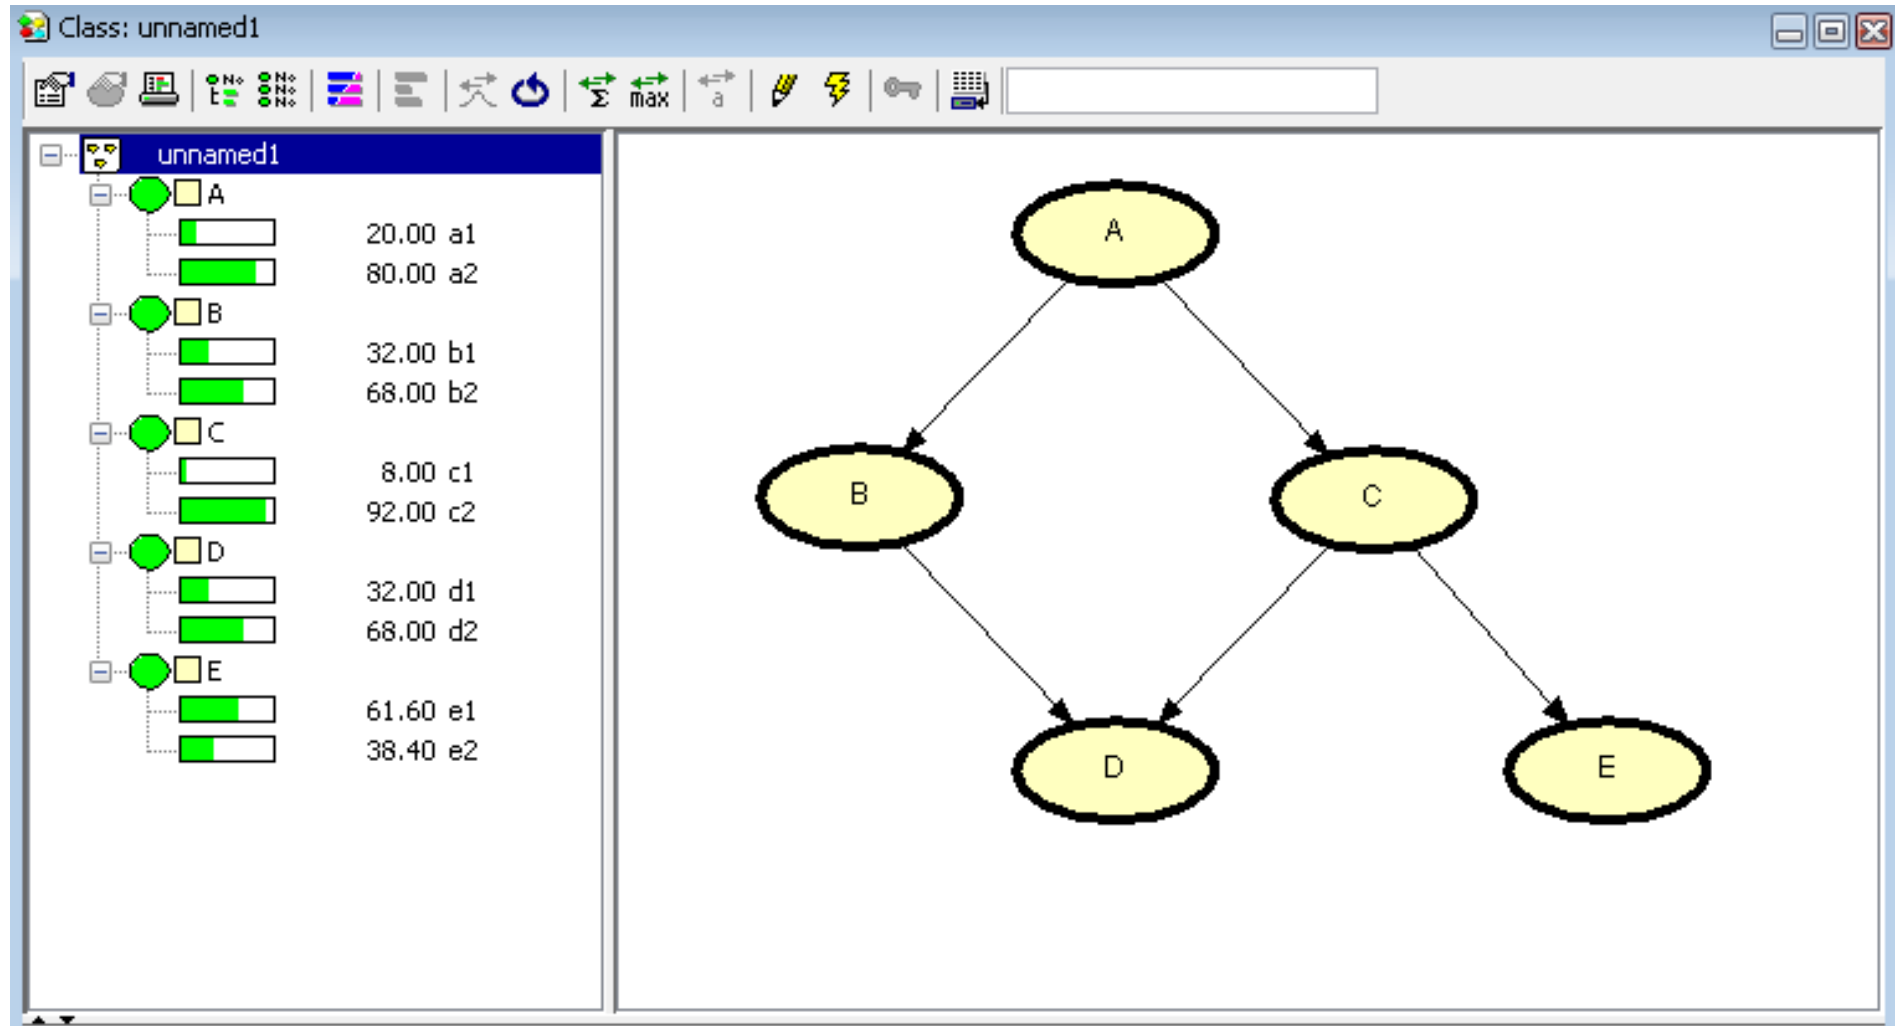 Class: unnamed1
Σ max a
unnamed1
A
20.00 a1
80.00 a2
B
32.00 b1
68.00 b2
C
8.00 c1
92.00 c2
D
32.00 d1
68.00 d2
E
61.60 e1
38.40 e2
A
B
C
D
E